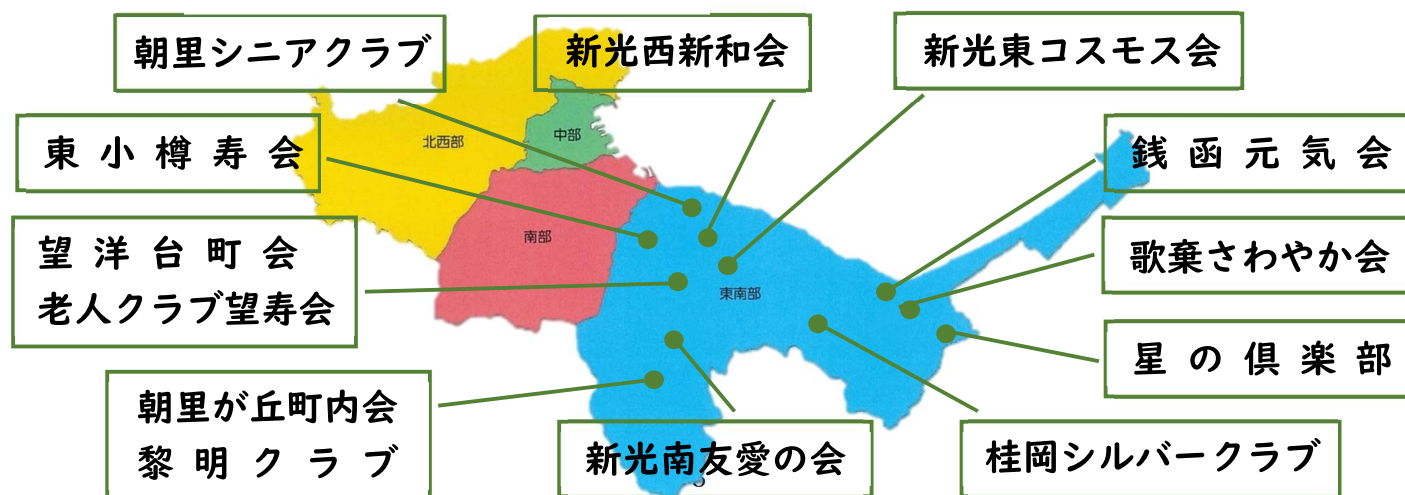 朝里シニアクラブ
新光西新和会
新光東コスモス会
北西部
中部
東小樽寿会
銭函元気会
南部
望洋台町会
老人クラブ望寿会
歌棄さわやか会
東南部
星の倶楽部
朝里が丘町内会
黎明クラブ
新光南友愛の会
桂岡シルバークラブ